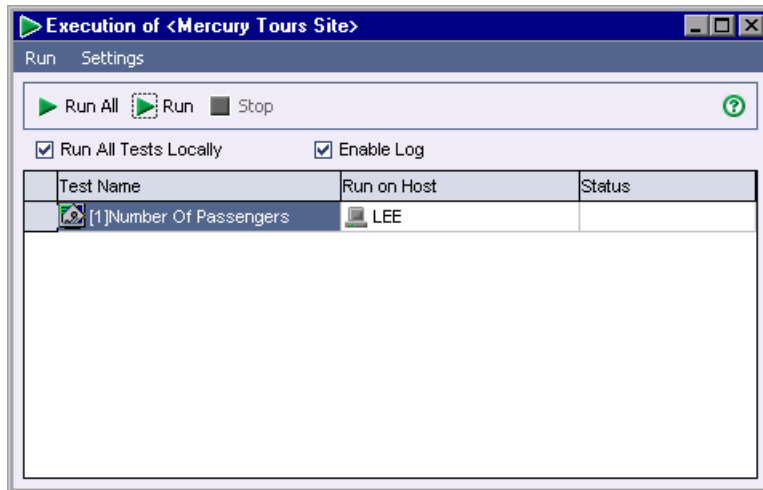 Execution of <Mercury Tours Site>
Run Settings
Run All Run Stop
Run All Tests Locally Enable Log
Test Name Run on Host Status
[1]Number Of Passengers LEE